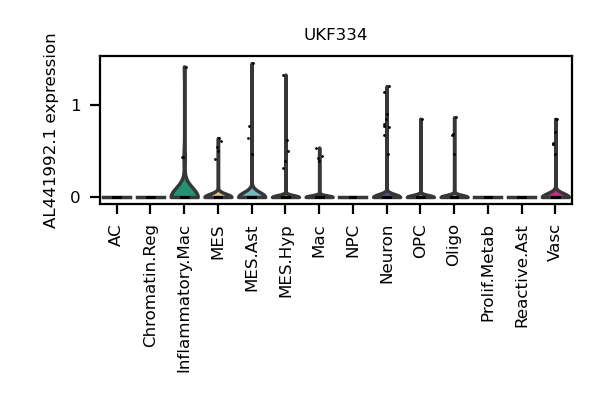 UKF334
AL441992.1 expression
1
0
AC
Chromatin.Reg
Inflammatory.Mac
MES
MES.Ast
MES.Hyp
Mac
NPC
Neuron
OPC
Oligo
Prolif.Metab
Reactive.Ast
Vasc